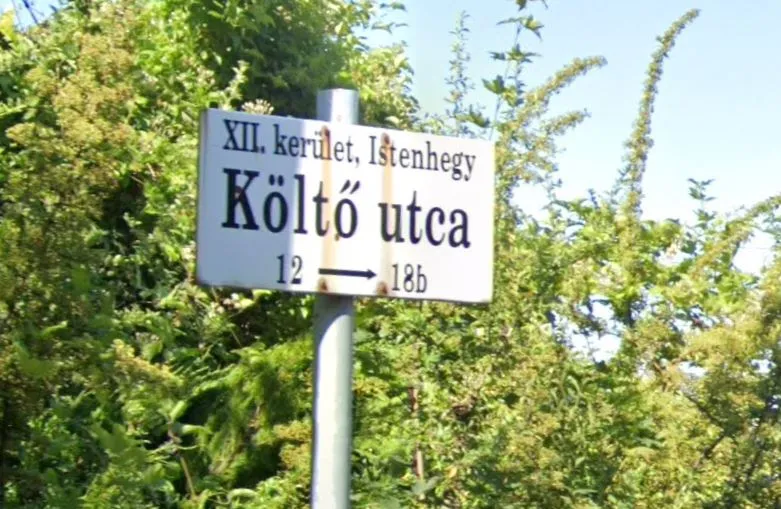 XII. kerület, Istenhegy
Költő utca
12 → 18b